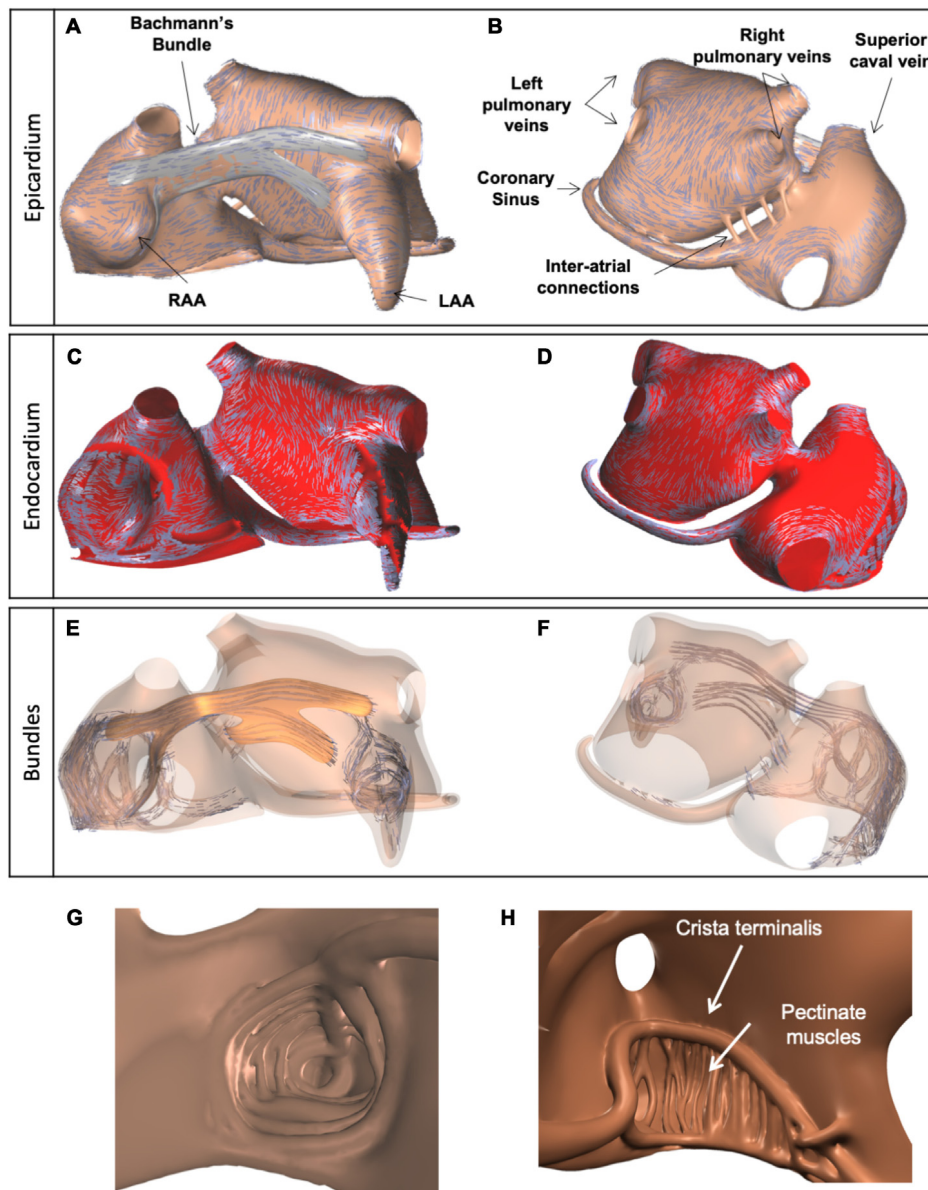 Epicardium
A
Bachmann's
Bundle
RAA
LAA
B
Left
pulmonary
veins
Right
pulmonary veins
Superior
caval vein
Coronary
Sinus
Inter-atrial
connections
Endocardium
C
D
Bundles
E
F
G
H
Crista terminalis
Pectinate
muscles